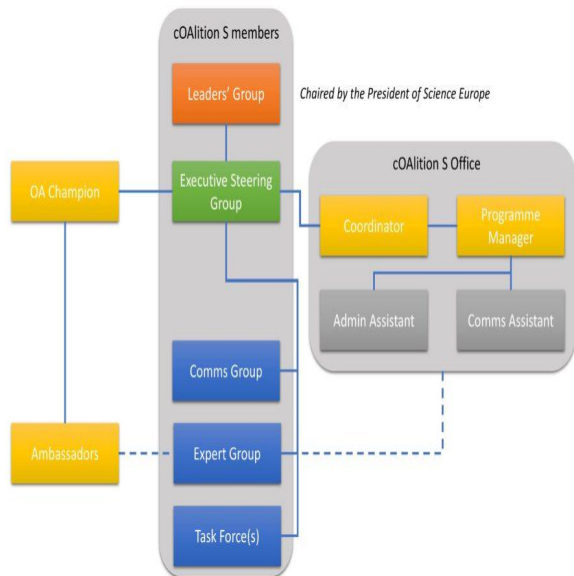 cOAlition S members
Leaders' Group
Chaired by the President of Science Europe
cOAlition S Office
OA Champion
Executive Steering
Group
Coordinator
Programme
Manager
Admin Assistant
Comms Assistant
Comms Group
Ambassadors
Expert Group
Task Force(s)